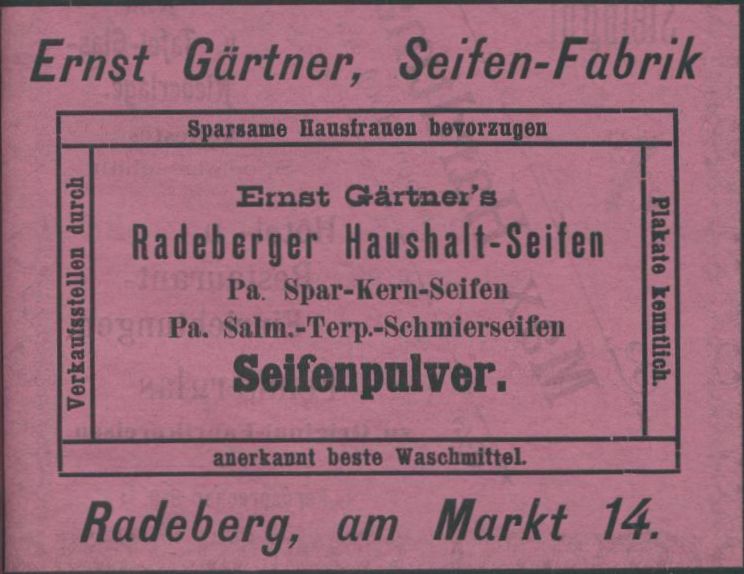 Ernst Gärtner, Seifen-Fabrik
Sparsame Hausfrauen bevorzugen
Verkaufsstellen durch
Ernst Gärtner's
Radeberger Haushalt-Seifen
Pa. Spar-Kern-Seifen
Pa. Salm.-Terp.-Schmierseifen
Seifenpulver.
Plakate kenntlich.
anerkannt beste Waschmittel.
Radeberg, am Markt 14.